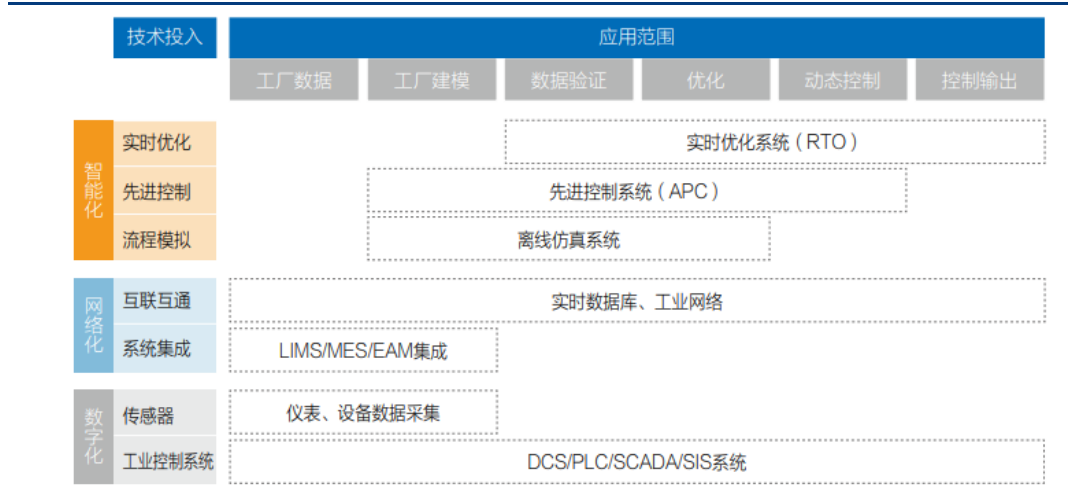 技术投入
应用范围
工厂数据
工厂建模
数据验证
优化
动态控制
控制输出
智能化
实时优化
实时优化系统（RTO）
先进控制
先进控制系统（APC）
流程模拟
离线仿真系统
网络化
互联互通
实时数据库、工业网络
系统集成
LIMS/MES/EAM集成
数字化
传感器
仪表、设备数据采集
工业控制系统
DCS/PLC/SCADA/SIS系统